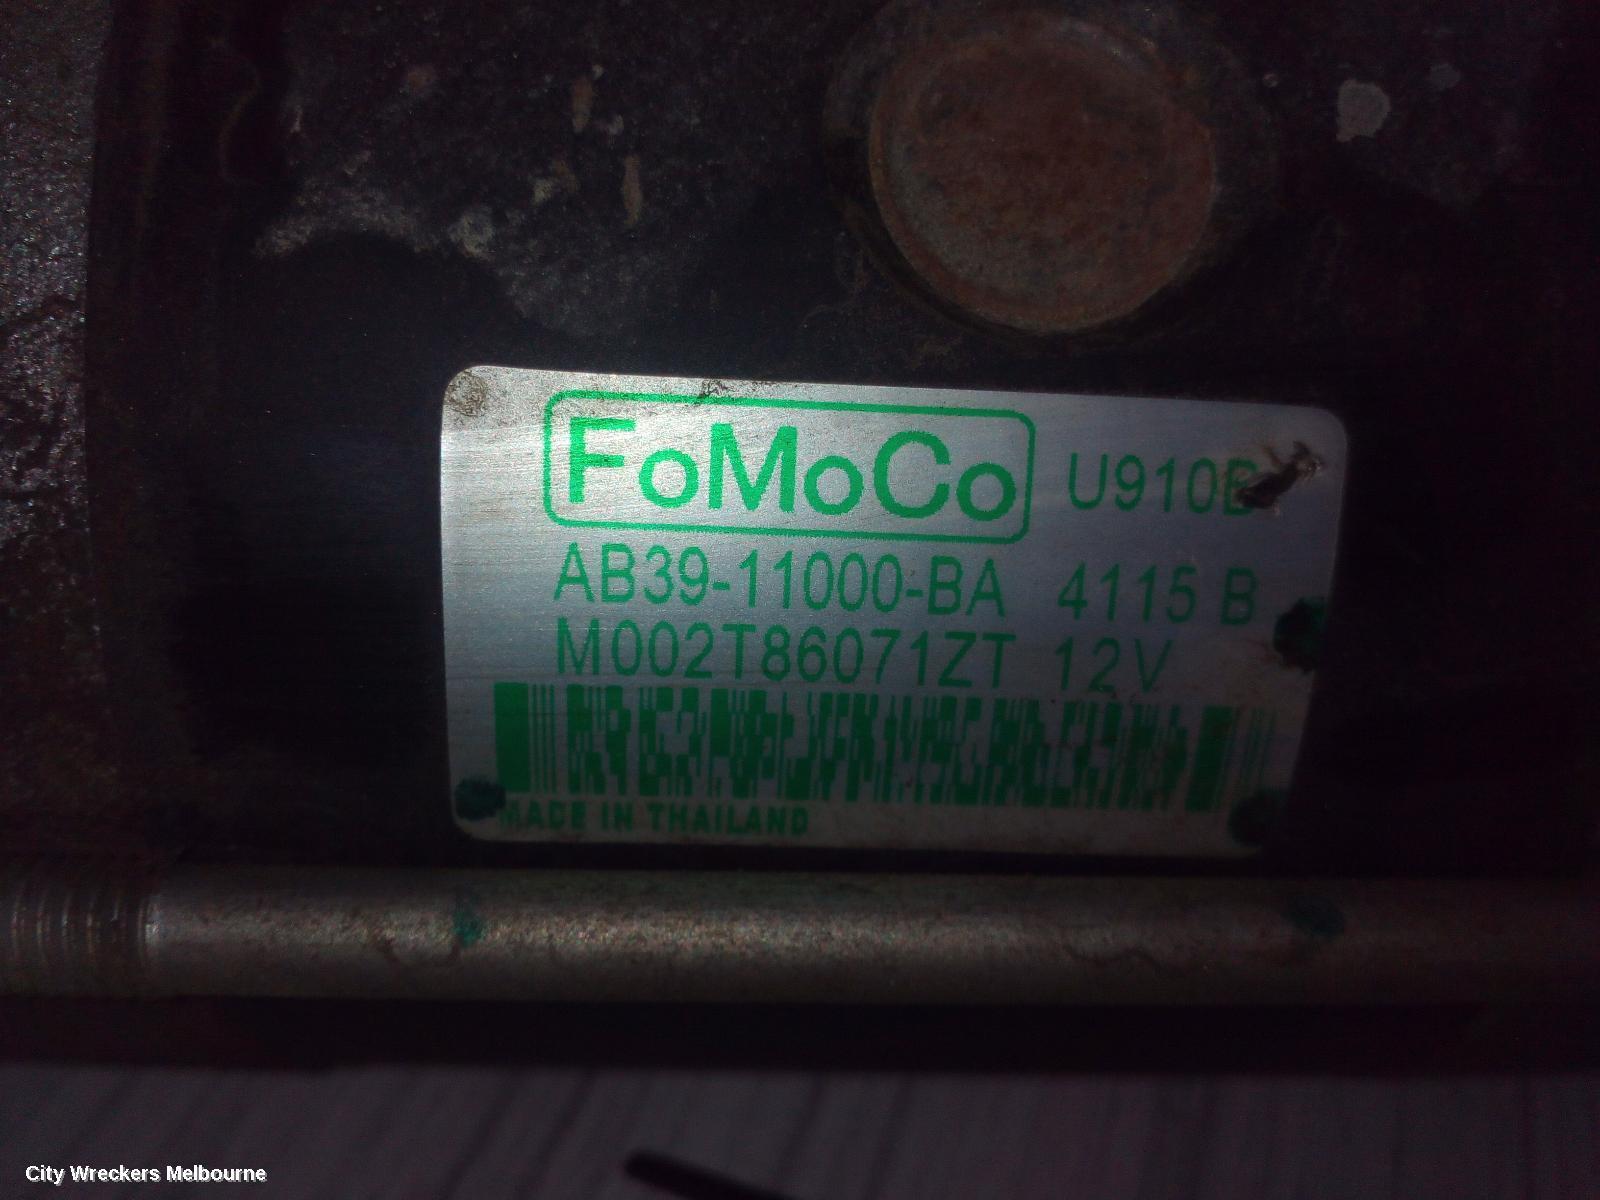 FoMoCo U910B
AB39-11000-BA 4115 B
M002T86071ZT 12V
MADE IN THAILAND
City Wreckers Melbourne